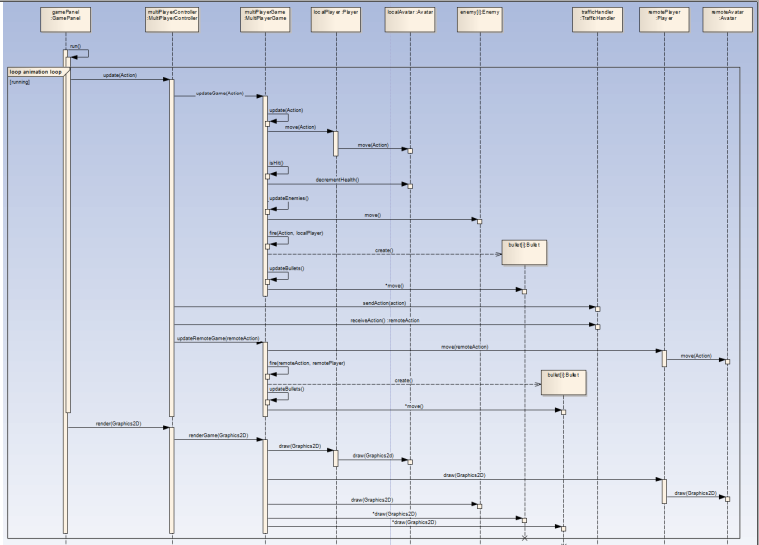 gamePanel
:GamePanel
multiPlayerController
:MultiPlayerController
multiPlayerGame
:MultiPlayerGame
localPlayer :Player
localAvatar :Avatar
enemy[i]:Enemy
trafficHandler
:TrafficHandler
remotePlayer
:Player
remoteAvatar
:Avatar
run()
loop animation loop
[running]
update(Action)
updateGame(Action)
update(Action)
move(Action)
move(Action)
isHit()
decrementHealth()
updateEnemies()
move()
fire(Action, localPlayer)
bullet[i]:Bullet
create()
updateBullets()
*move()
sendAction(action)
receiveAction() :remoteAction
updateRemoteGame(remoteAction)
move(remoteAction)
move(Action)
fire(remoteAction, remotePlayer)
bullet[i]:Bullet
create()
updateBullets()
*move()
render(Graphics2D)
renderGame(Graphics2D)
draw(Graphics2D)
draw(Graphics2d)
draw(Graphics2D)
draw(Graphics2D)
draw(Graphics2D)
*draw(Graphics2D)
*draw(Graphics2D)